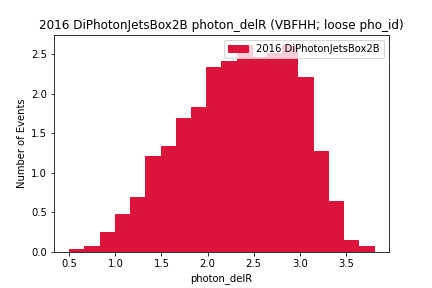 2016 DiPhotonJetsBox2B photon_delR (VBFHH; loose pho_id)
2016 DiPhotonJetsBox2B
Number of Events
2.5
2.0
1.5
1.0
0.5
0.0
0.5 1.0 1.5 2.0 2.5 3.0 3.5
photon_delR